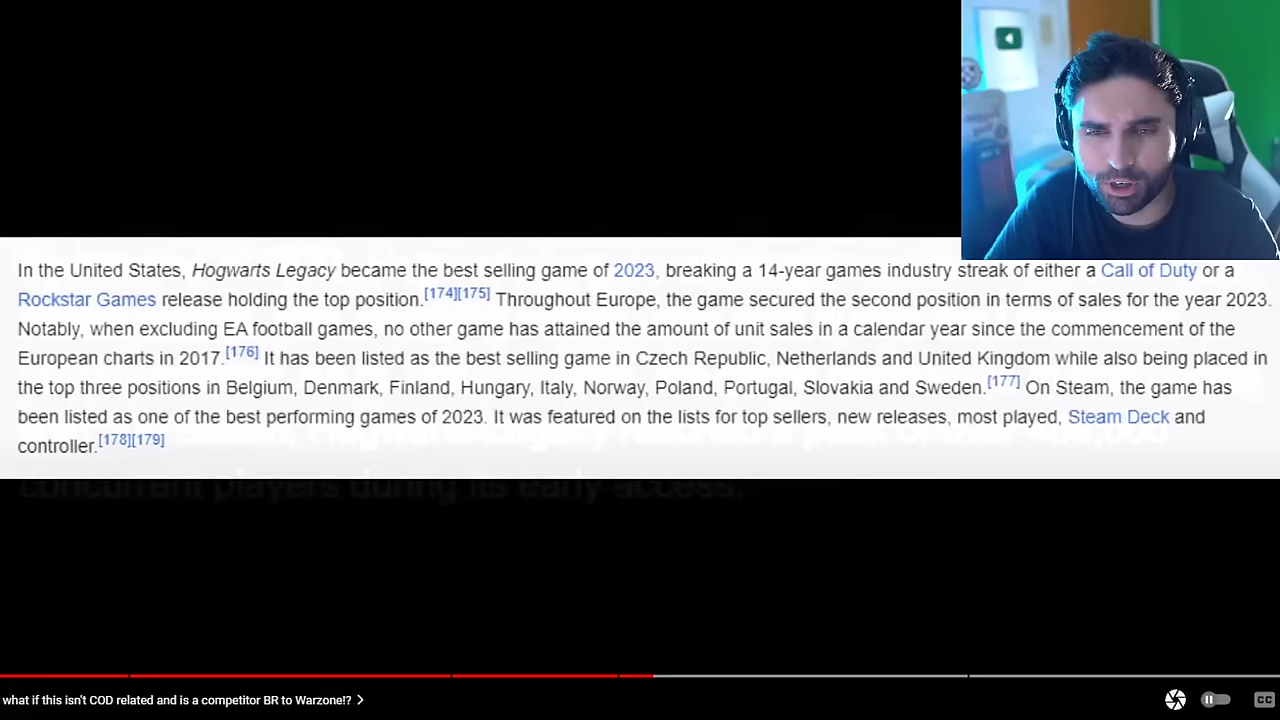 In the United States, Hogwarts Legacy became the best selling game of 2023, breaking a 14-year games industry streak of either a Call of Duty or a
Rockstar Games release holding the top position.[174][175] Throughout Europe, the game secured the second position in terms of sales for the year 2023.
Notably, when excluding EA football games, no other game has attained the amount of unit sales in a calendar year since the commencement of the
European charts in 2017.[176] It has been listed as the best selling game in Czech Republic, Netherlands and United Kingdom while also being placed in
the top three positions in Belgium, Denmark, Finland, Hungary, Italy, Norway, Poland, Portugal, Slovakia and Sweden.[177] On Steam, the game has
been listed as one of the best performing games of 2023. It was featured on the lists for top sellers, new releases, most played, Steam Deck and
controller.[178][179]
concurrent players during its early access.
what if this isn't COD related and is a competitor BR to Warzone!?
CC